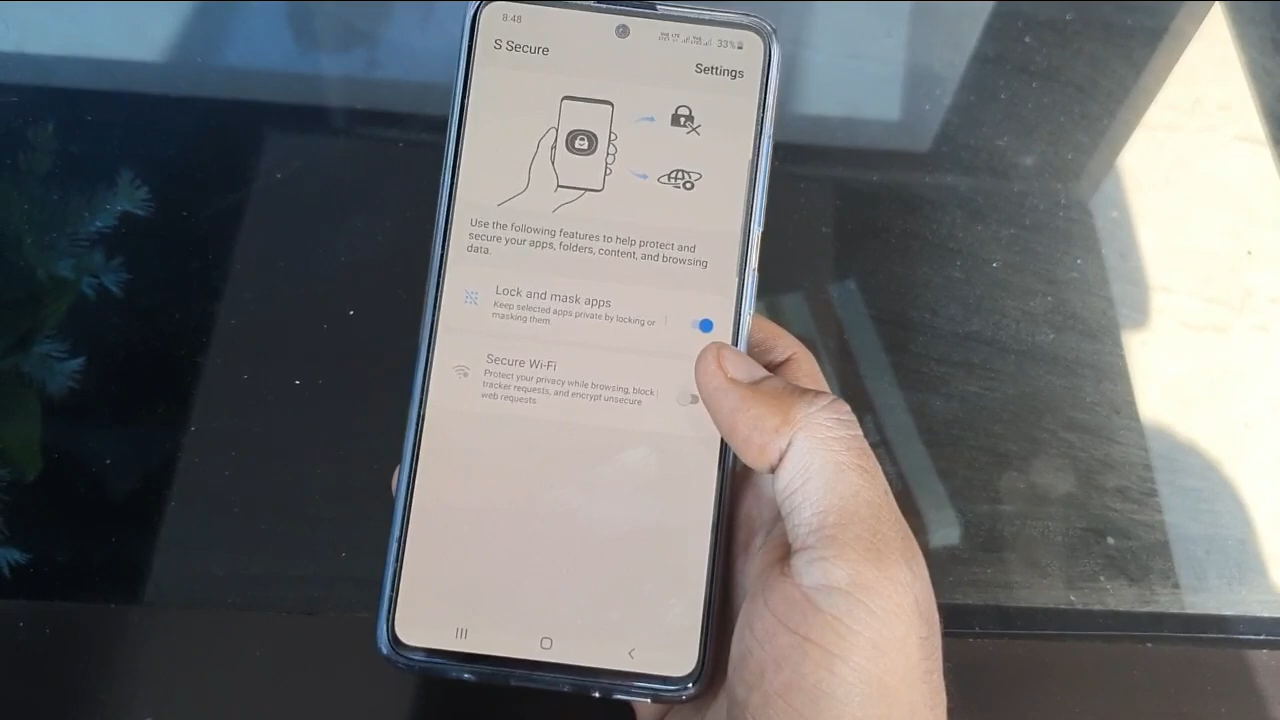 8:48
33%
S Secure
Settings
Use the following features to help protect and
secure your apps, folders, content, and browsing
data.
Lock and mask apps
Keep selected apps private by locking or
masking them.
Secure Wi-Fi
Protect your privacy while browsing, block
tracker requests, and encrypt unsecure
web requests.